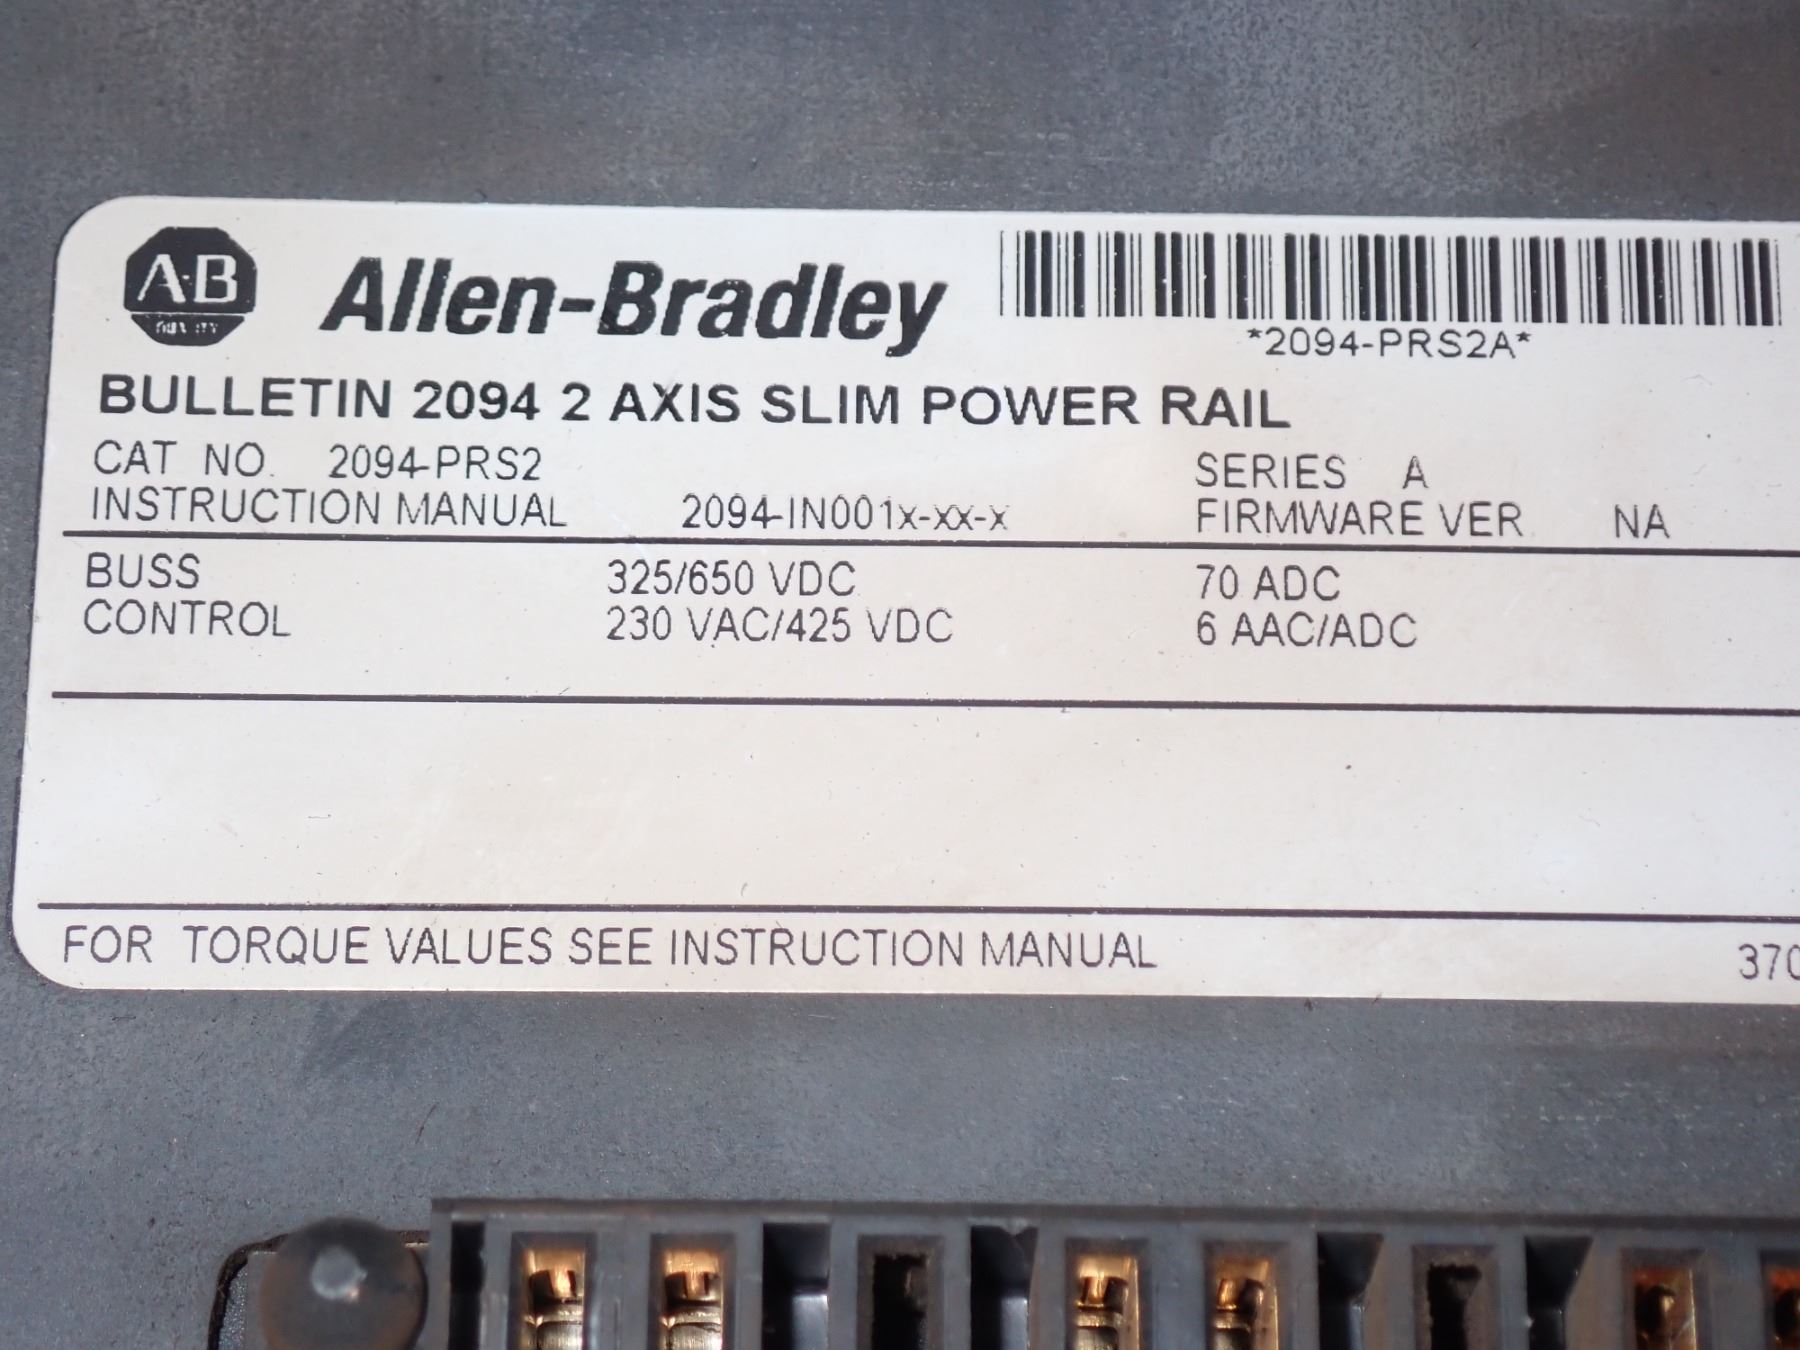 A-B
QUALITY
Allen-Bradley
*2094-PRS2A*
BULLETIN 2094 2 AXIS SLIM POWER RAIL
CAT NO. 2094-PRS2 SERIES A
INSTRUCTION MANUAL 2094-IN001x-xx-x FIRMWARE VER. NA
BUSS 325/650 VDC 70 ADC
CONTROL 230 VAC/425 VDC 6 AAC/ADC
FOR TORQUE VALUES SEE INSTRUCTION MANUAL 370